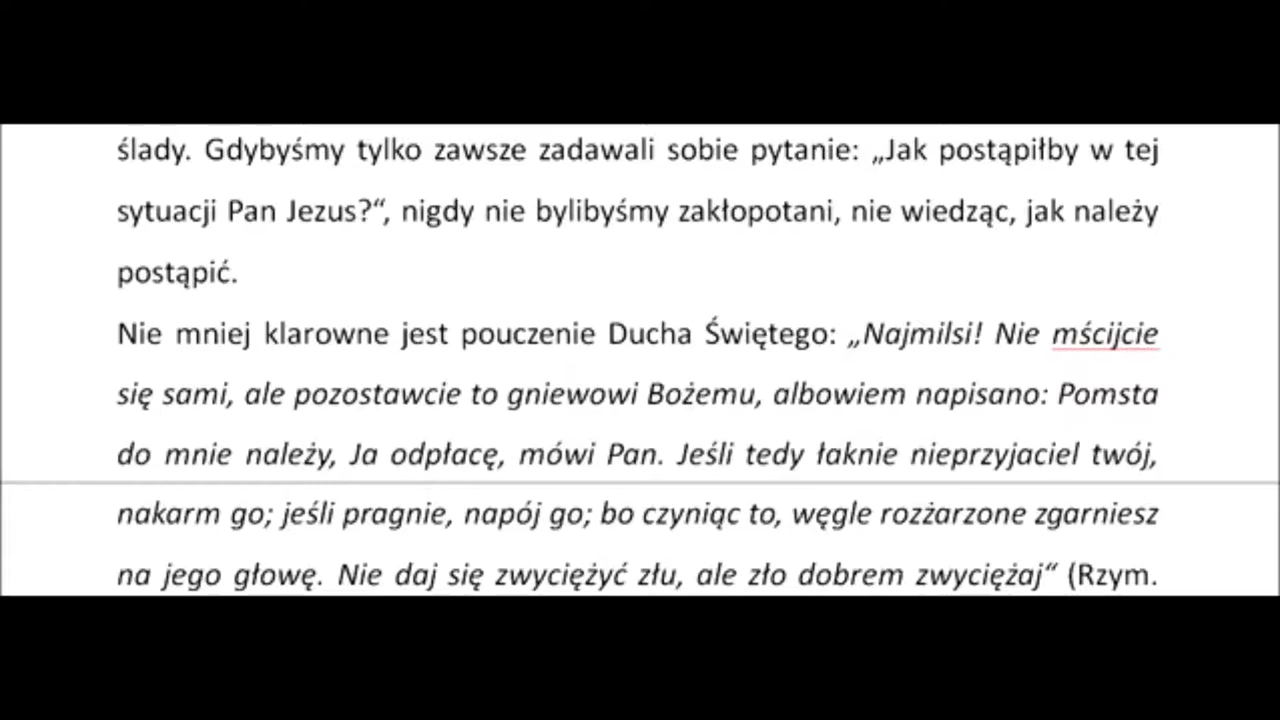 ślady. Gdybyśmy tylko zawsze zadawali sobie pytanie: „Jak postąpiłby w tej
sytuacji Pan Jezus?“, nigdy nie bylibyśmy zakłopotani, nie wiedząc, jak należy
postąpić.
Nie mniej klarowne jest pouczenie Ducha Świętego: „Najmilsi! Nie mścijcie
się sami, ale pozostawcie to gniewowi Bożemu, albowiem napisano: Pomsta
do mnie należy, Ja odpłacę, mówi Pan. Jeśli tedy łaknie nieprzyjaciel twój,
nakarm go; jeśli pragnie, napój go; bo czyniąc to, węgle rozżarzone zgarniesz
na jego głowę. Nie daj się zwyciężyć złu, ale zło dobrem zwyciężaj“ (Rzym.